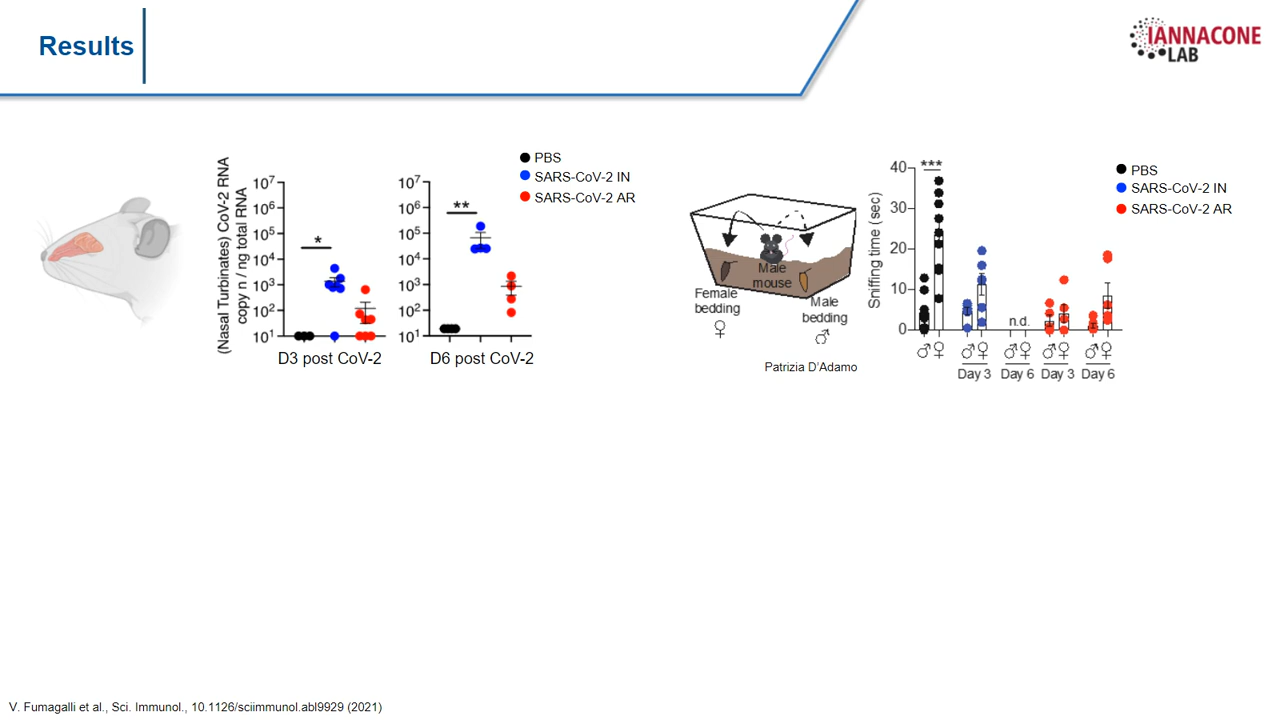 Results
IANNACONE
LAB
(Nasal Turbinates) CoV-2 RNA
copy n / ng total RNA
10⁷
10⁶
10⁵
10⁴
10³
10²
10¹
*
D3 post CoV-2
10⁷
10⁶
10⁵
10⁴
10³
10²
10¹
**
D6 post CoV-2
PBS
SARS-CoV-2 IN
SARS-CoV-2 AR
Male
mouse
Female
bedding
♀
Male
bedding
♂
Patrizia D'Adamo
Sniffing time (sec)
40
30
20
10
0
***
n.d.
♂♀ ♂♀ ♂♀ ♂♀ ♂♀
Day 3 Day 6 Day 3 Day 6
PBS
SARS-CoV-2 IN
SARS-CoV-2 AR
V. Fumagalli et al., Sci. Immunol., 10.1126/sciimmunol.abl9929 (2021)